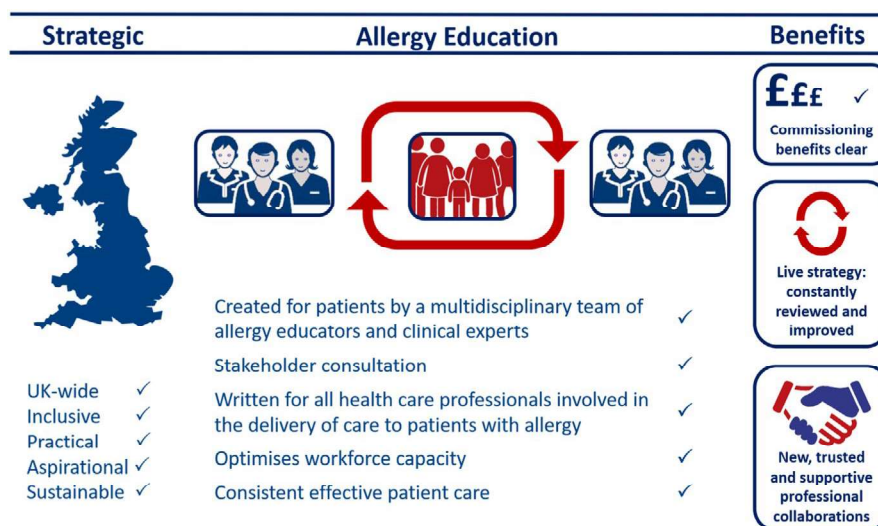 Strategic
Allergy Education
Benefits
£££ ✓
Commissioning
benefits clear
Live strategy:
constantly
reviewed and
improved
New, trusted
and supportive
professional
collaborations
Created for patients by a multidisciplinary team of
allergy educators and clinical experts ✓
Stakeholder consultation ✓
Written for all health care professionals involved in
the delivery of care to patients with allergy ✓
Optimises workforce capacity ✓
Consistent effective patient care ✓
UK-wide ✓
Inclusive ✓
Practical ✓
Aspirational ✓
Sustainable ✓